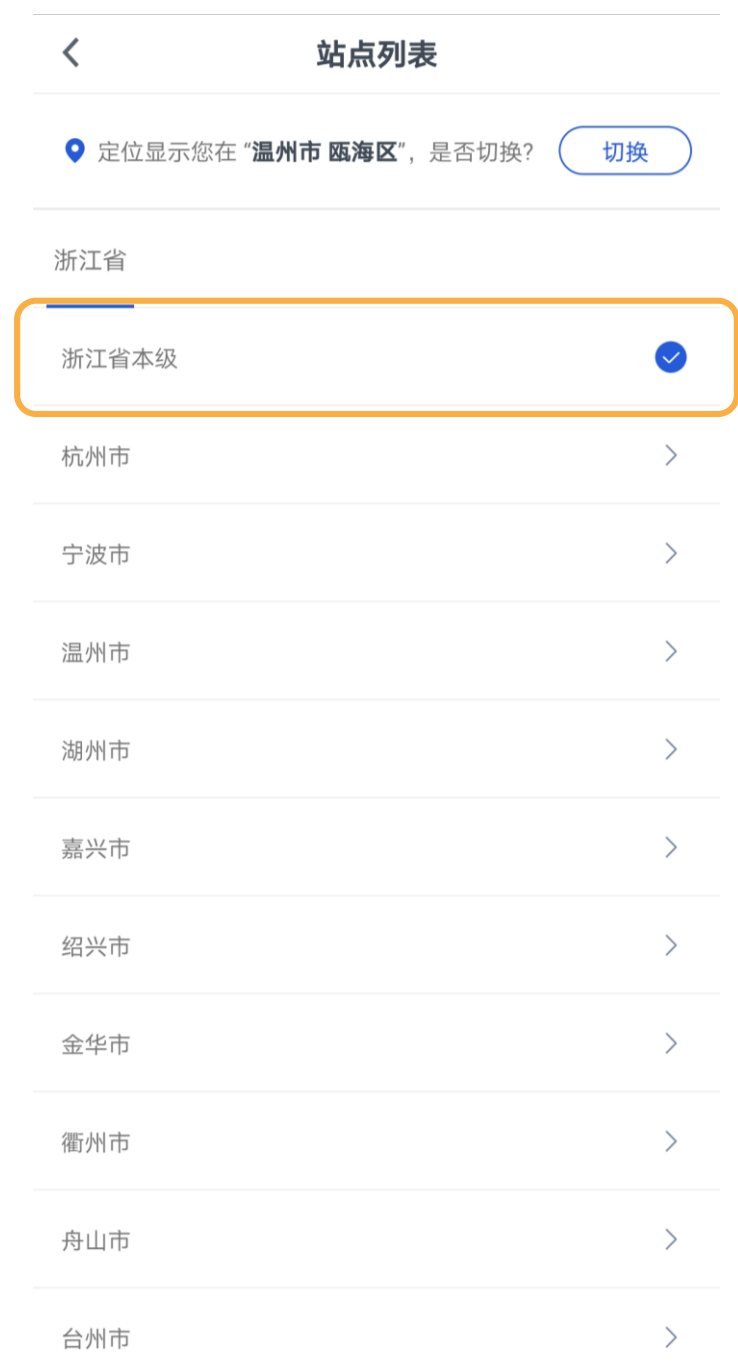 站点列表
定位显示您在 “温州市 瓯海区”，是否切换? 切换
浙江省
浙江省本级
杭州市
宁波市
温州市
湖州市
嘉兴市
绍兴市
金华市
衢州市
舟山市
台州市